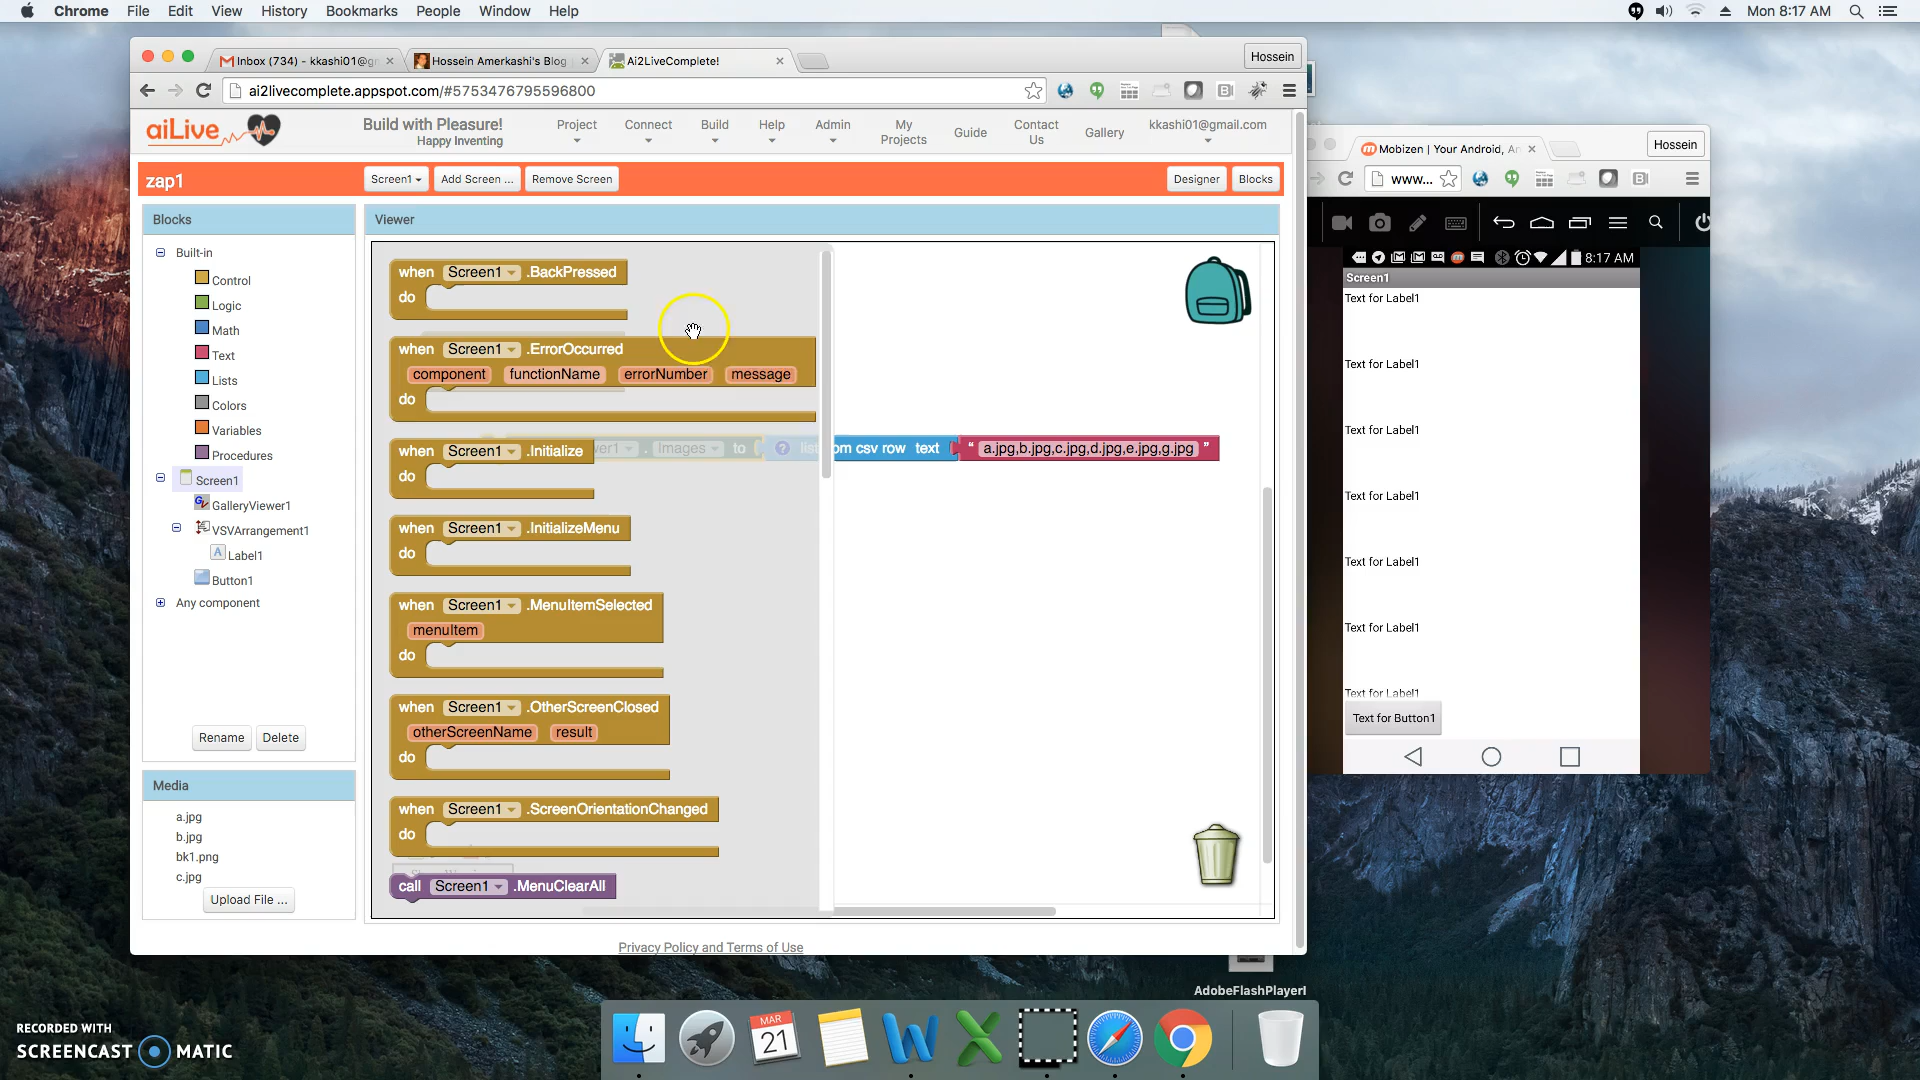 Chrome File Edit View History Bookmarks People Window Help
Mon 8:17 AM
Inbox (734) - kkashi01@gm
Hossein Amerkashi's Blog
Ai2LiveComplete!
Hossein
ai2livecomplete.appspot.com/#5753476795596800
aiLive
Build with Pleasure!
Happy Inventing
Project
Connect
Build
Help
Admin
My Projects
Guide
Contact Us
Gallery
kkashi01@gmail.com
zap1
Screen1
Add Screen ...
Remove Screen
Designer
Blocks
Blocks
Viewer
Built-in
Control
Logic
Math
Text
Lists
Colors
Variables
Procedures
Screen1
GalleryViewer1
VSVArrangement1
A Label1
Button1
Any component
Rename
Delete
Media
a.jpg
b.jpg
bk1.png
c.jpg
Upload File ...
when Screen1 .BackPressed
do
when Screen1 .ErrorOccurred
component functionName errorNumber message
do
when Screen1 .Initialize
do
wer1 . Images to
? list om csv row text
" a.jpg,b.jpg,c.jpg,d.jpg,e.jpg,g.jpg "
when Screen1 .InitializeMenu
do
when Screen1 .MenuItemSelected
menuItem
do
when Screen1 .OtherScreenClosed
otherScreenName result
do
when Screen1 .ScreenOrientationChanged
do
call Screen1 .MenuClearAll
Privacy Policy and Terms of Use
Mobizen | Your Android, An
Hossein
www...
8:17 AM
Screen1
Text for Label1
Text for Label1
Text for Label1
Text for Label1
Text for Label1
Text for Label1
Text for Label1
Text for Button1
AdobeFlashPlayerI
MAR
21
RECORDED WITH
SCREENCAST MATIC